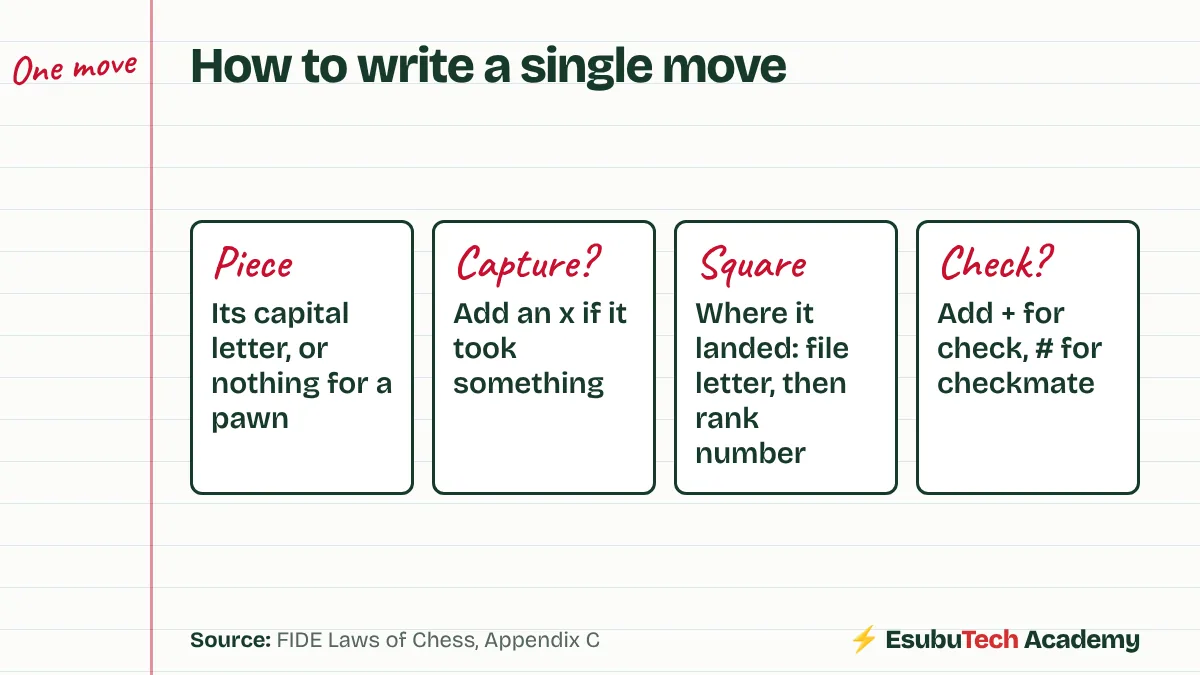 One move
How to write a single move
Piece
Its capital
letter, or
nothing for a
pawn
Capture?
Add an x if it
took
something
Square
Where it
landed: file
letter, then
rank
number
Check?
Add + for
check, # for
checkmate
Source: FIDE Laws of Chess, Appendix C
⚡ EsubuTech Academy